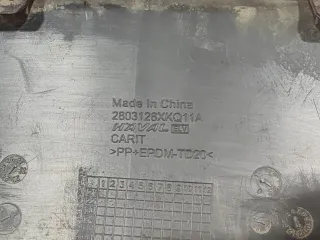 Made in China
2803126XKQ11A
HAVAL EV
CARIT
>PP+EPDM-TD20<
1 2 3 4 5 6 7 8 9 10 11 12